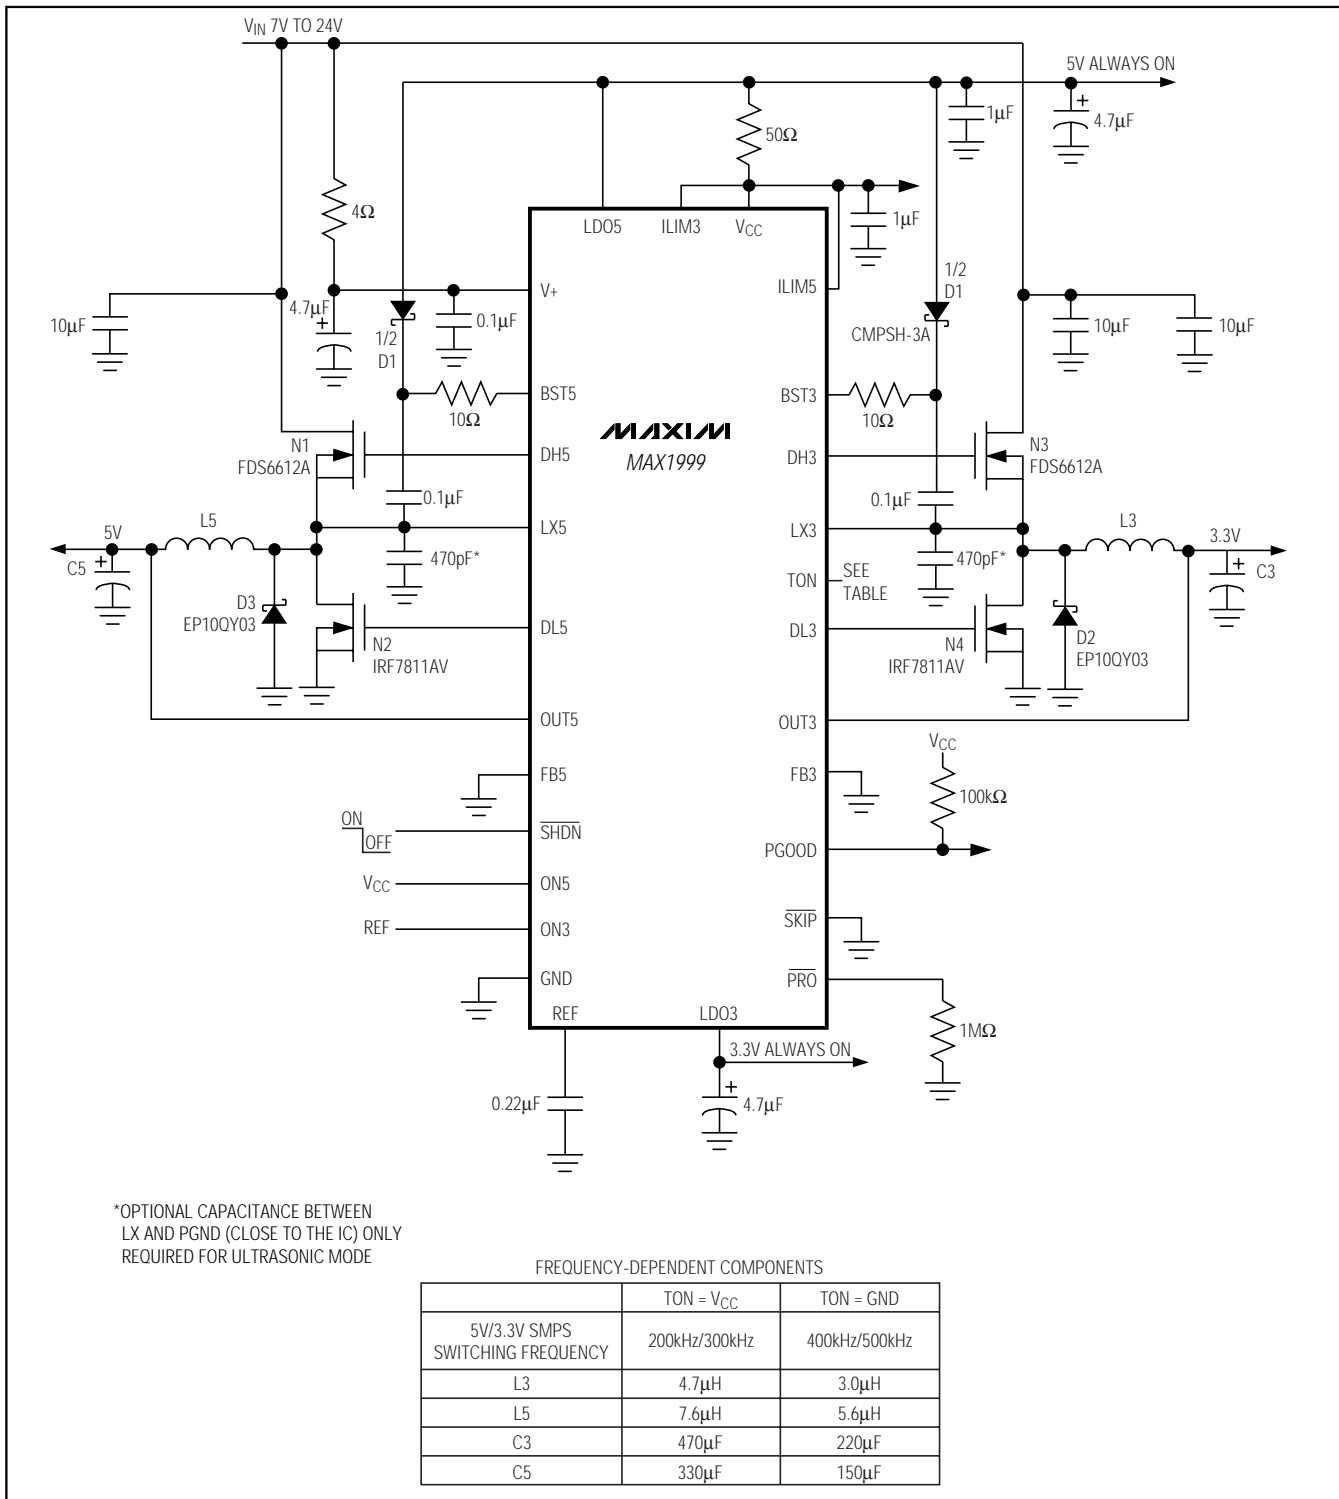 VIN 7V TO 24V
5V ALWAYS ON
1µF
4.7µF
50Ω
4Ω
1µF
LDO5
ILIM3
VCC
ILIM5
V+
1/2
D1
CMPSH-3A
10µF
4.7µF
0.1µF
1/2
D1
10µF
10µF
BST5
BST3
10Ω
10Ω
MAXIM
MAX1999
N1
FDS6612A
DH5
DH3
N3
FDS6612A
0.1µF
0.1µF
LX5
LX3
5V
L5
L3
3.3V
C5
470pF*
470pF*
TON
SEE
TABLE
C3
D3
EP10QY03
N2
IRF7811AV
DL5
DL3
N4
IRF7811AV
D2
EP10QY03
OUT5
OUT3
VCC
FB5
FB3
100kΩ
ON
OFF
SHDN
PGOOD
VCC
ON5
REF
ON3
SKIP
GND
PRO
REF
LDO3
1MΩ
3.3V ALWAYS ON
0.22µF
4.7µF
*OPTIONAL CAPACITANCE BETWEEN
LX AND PGND (CLOSE TO THE IC) ONLY
REQUIRED FOR ULTRASONIC MODE
FREQUENCY-DEPENDENT COMPONENTS
TON = VCC TON = GND
5V/3.3V SMPS
SWITCHING FREQUENCY 200kHz/300kHz 400kHz/500kHz
L3 4.7µH 3.0µH
L5 7.6µH 5.6µH
C3 470µF 220µF
C5 330µF 150µF